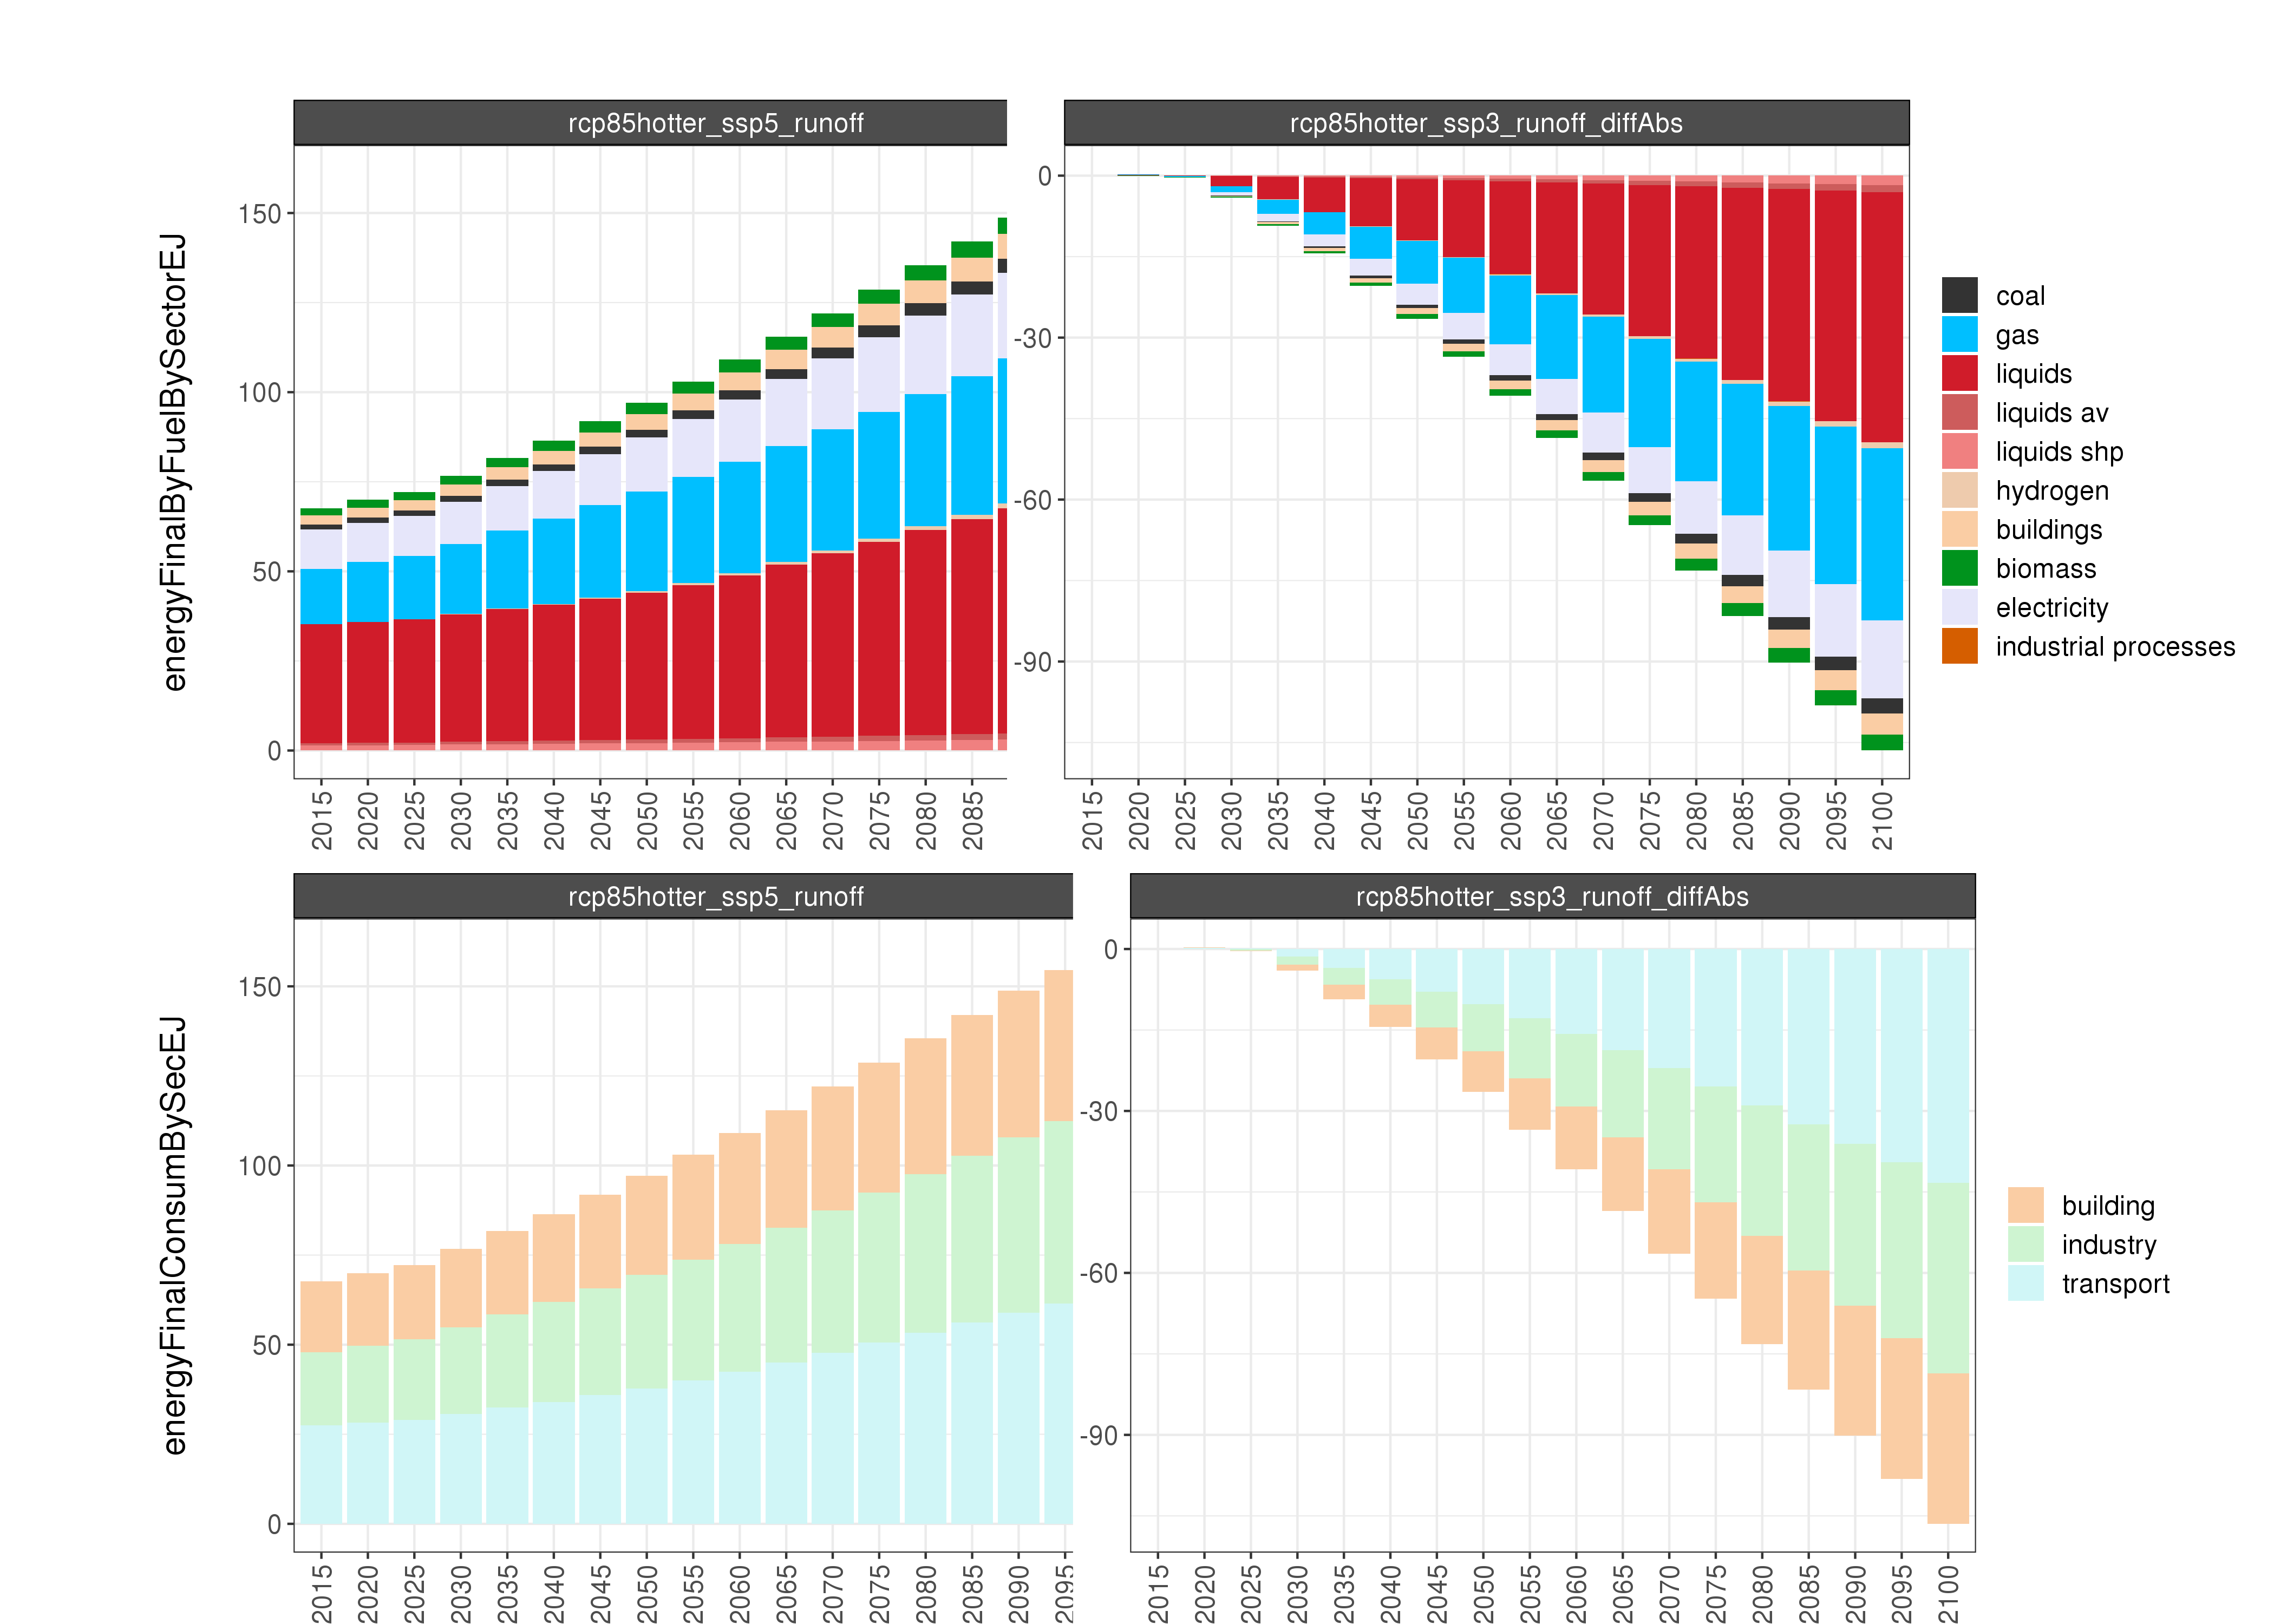 rcp85hotter_ssp5_runoff
rcp85hotter_ssp3_runoff_diffAbs
energyFinalByFuelBySectorEJ
150
100
50
0
0
-30
-60
-90
2015 2020 2025 2030 2035 2040 2045 2050 2055 2060 2065 2070 2075 2080 2085
2015 2020 2025 2030 2035 2040 2045 2050 2055 2060 2065 2070 2075 2080 2085 2090 2095 2100
coal
gas
liquids
liquids av
liquids shp
hydrogen
buildings
biomass
electricity
industrial processes
rcp85hotter_ssp5_runoff
rcp85hotter_ssp3_runoff_diffAbs
energyFinalConsumBySecEJ
150
100
50
0
0
-30
-60
-90
2015 2020 2025 2030 2035 2040 2045 2050 2055 2060 2065 2070 2075 2080 2085 2090 2095
2015 2020 2025 2030 2035 2040 2045 2050 2055 2060 2065 2070 2075 2080 2085 2090 2095 2100
building
industry
transport